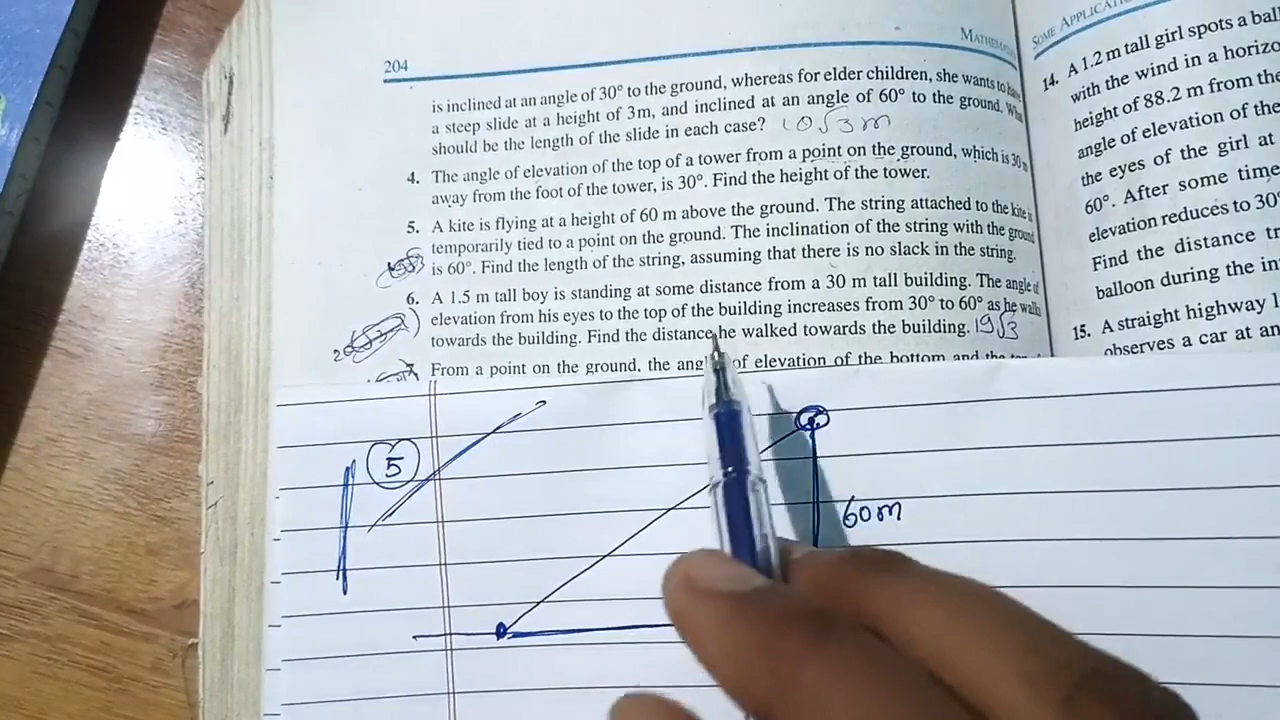 204
is inclined at an angle of 30° to the ground, whereas for elder children, she wants to
a steep slide at a height of 3m, and inclined at an angle of 60° to the ground.
should be the length of the slide in each case? 10√3 m
4. The angle of elevation of the top of a tower from a point on the ground, which is 30
away from the foot of the tower, is 30°. Find the height of the tower.
5. A kite is flying at a height of 60 m above the ground. The string attached to the kite is
temporarily tied to a point on the ground. The inclination of the string with the ground
is 60°. Find the length of the string, assuming that there is no slack in the string.
6. A 1.5 m tall boy is standing at some distance from a 30 m tall building. The angle of
elevation from his eyes to the top of the building increases from 30° to 60° as he walks
towards the building. Find the distance he walked towards the building. 19√3
From a point on the ground, the of elevation of the bottom and the
SOME
14. A 1.2 m tall girl spots a
with the wind in a
height of 88.2 m from the
angle of elevation of the
the eyes of the girl at
60°. After some time
elevation reduces to 30°
Find the distance
balloon during the
15. A straight highway
observes a car at an
5
60m